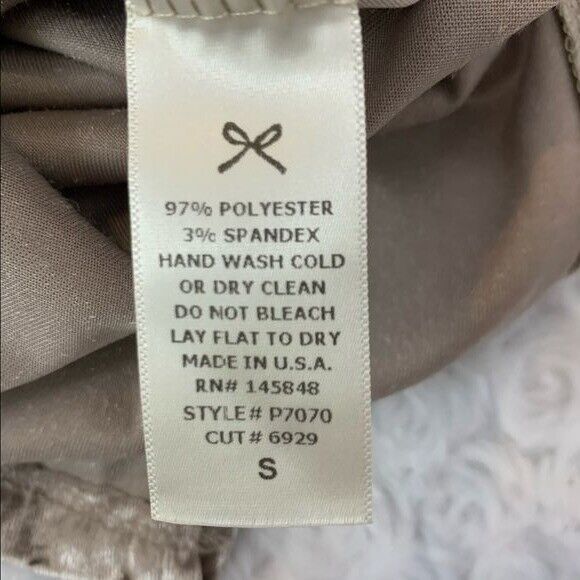 97% POLYESTER
3% SPANDEX
HAND WASH COLD
OR DRY CLEAN
DO NOT BLEACH
LAY FLAT TO DRY
MADE IN U.S.A.
RN# 145848
STYLE# P7070
CUT# 6929
S